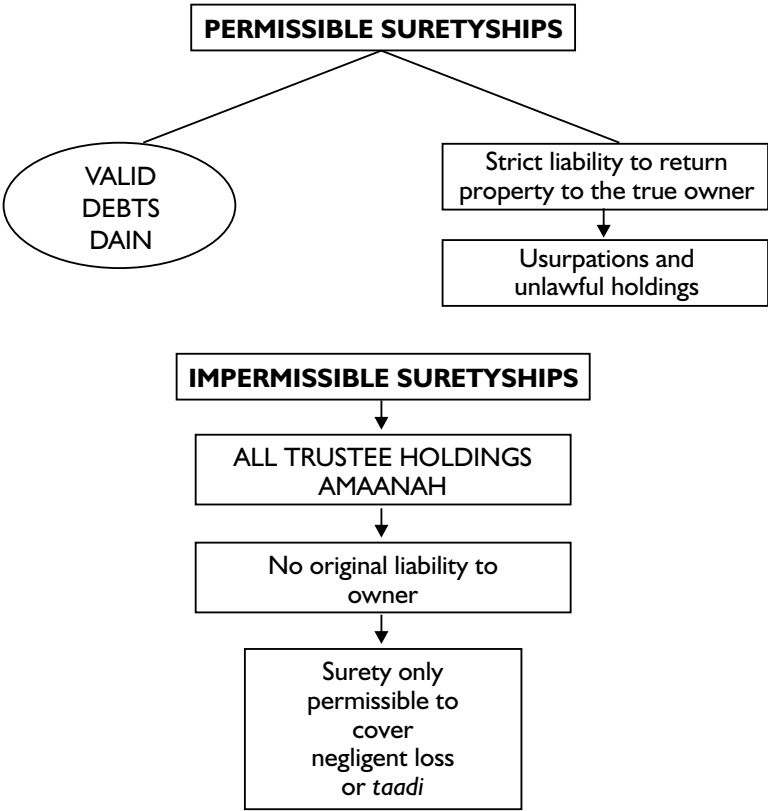 PERMISSIBLE SURETYSHIPS
VALID
DEBTS
DAIN
Strict liability to return
property to the true owner
Usurpations and
unlawful holdings
IMPERMISSIBLE SURETYSHIPS
ALL TRUSTEE HOLDINGS
AMAANAH
No original liability to
owner
Surety only
permissible to
cover
negligent loss
or taadi